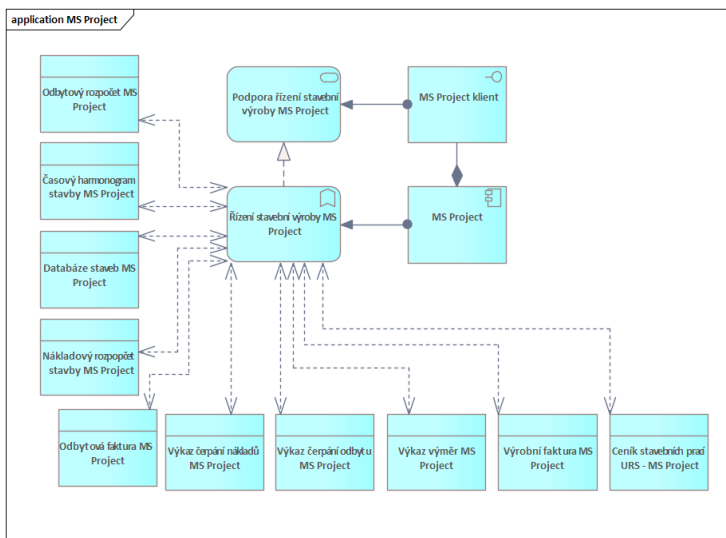 application MS Project
Odbytový rozpočet MS
Project
Podpora řízení stavební
výroby MS Project
MS Project klient
Časový harmonogram
stavby MS Project
Řízení stavební výroby MS
Project
MS Project
Databáze staveb MS
Project
Nákladový rozpopčet
stavby MS Project
Odbytová faktura MS
Project
Výkaz čerpání nákladů
MS Project
Výkaz čerpání odbytu
MS Project
Výkaz výměr MS
Project
Výrobní faktura MS
Project
Ceník stavebních prací
URS - MS Project